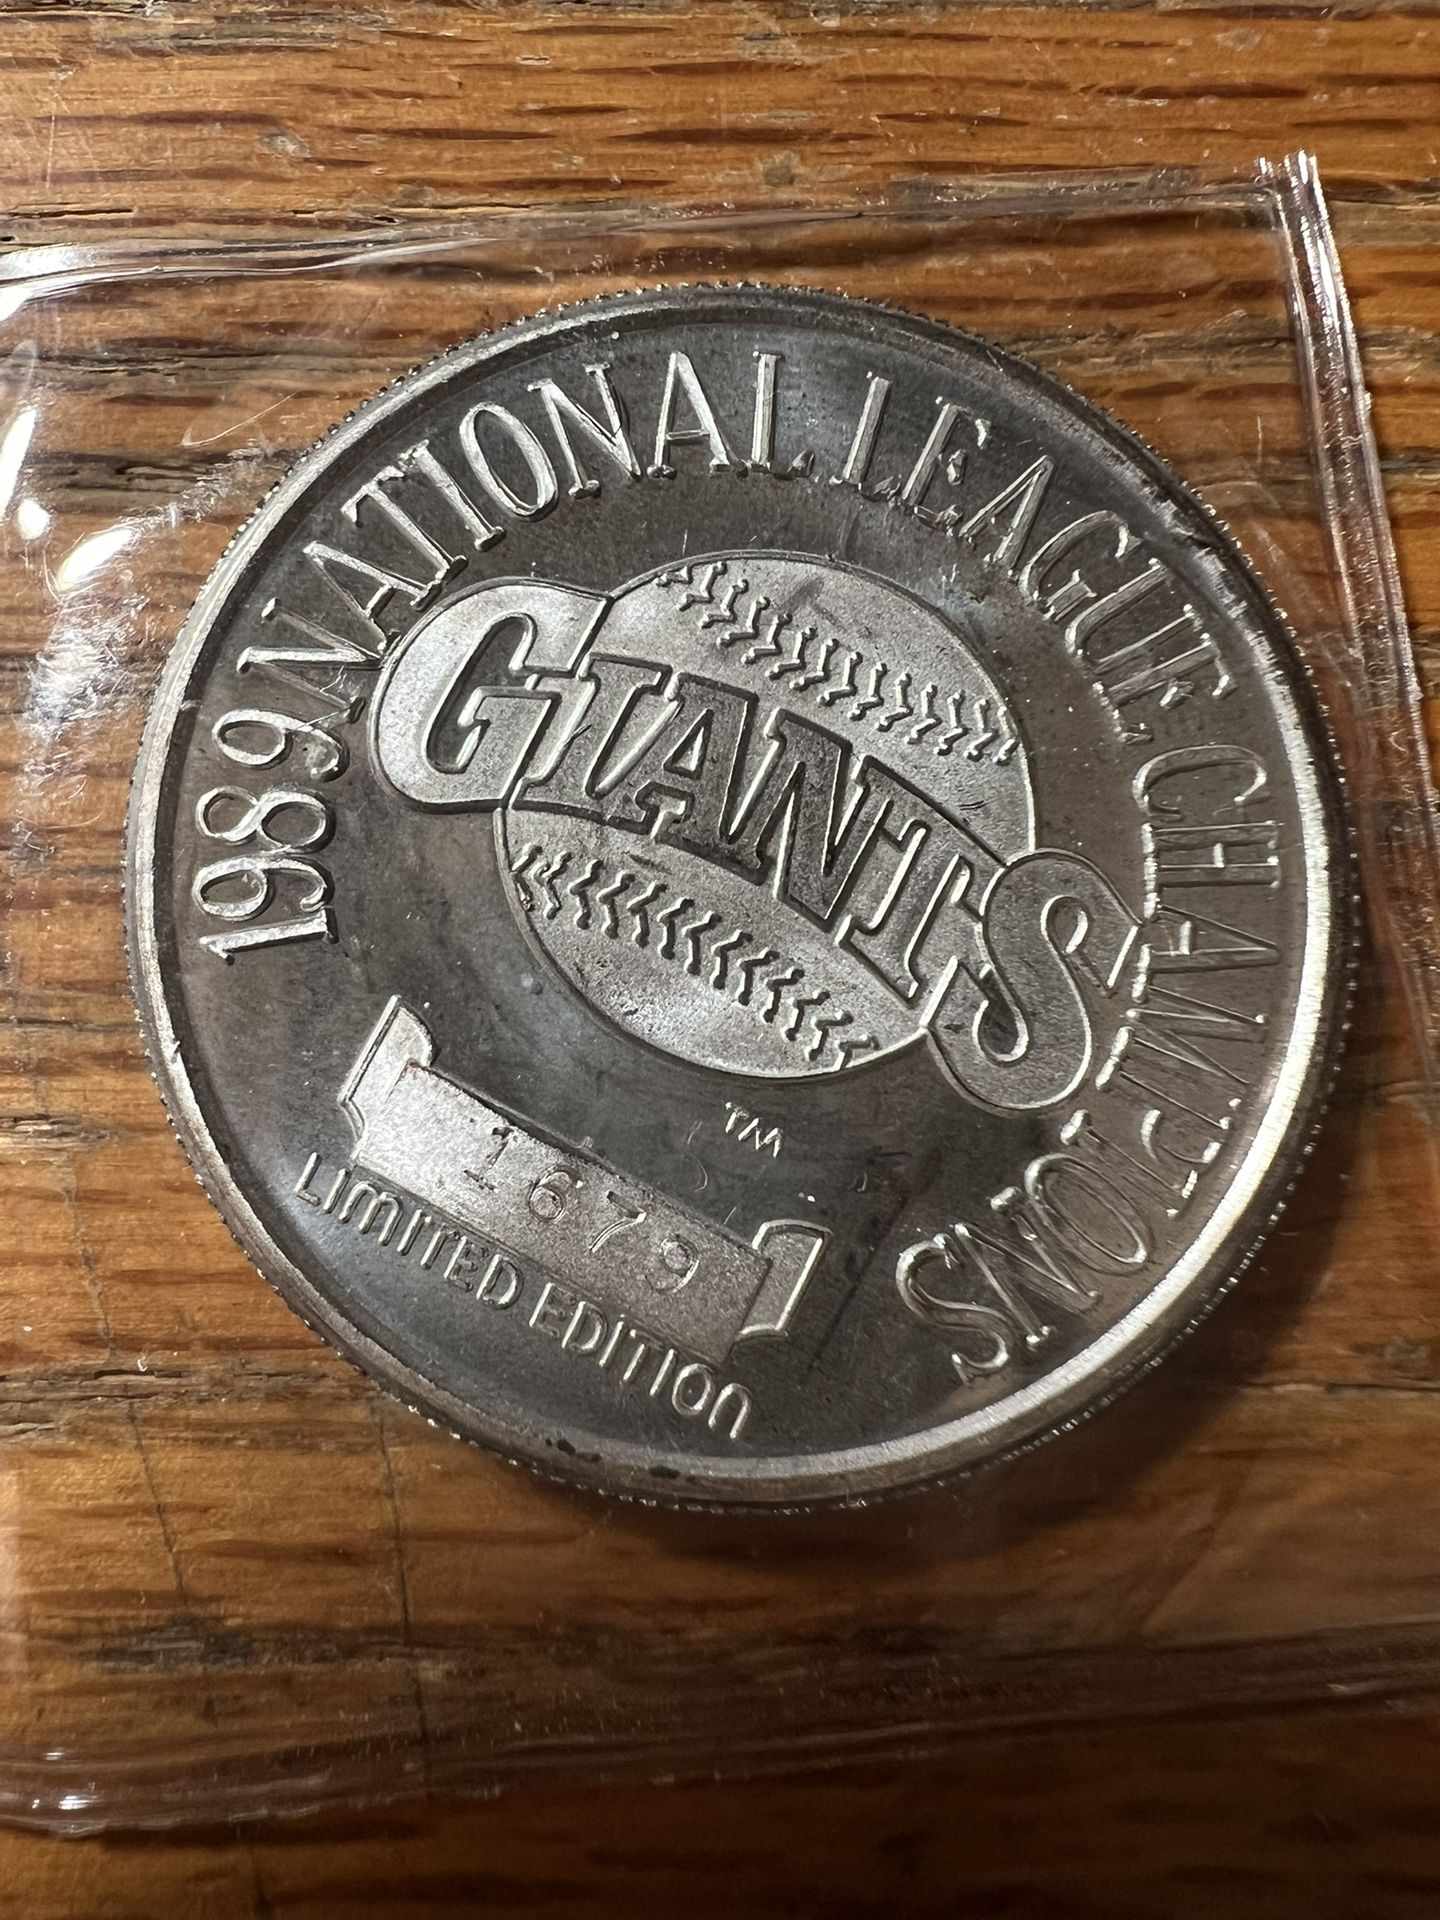 1989 NATIONAL LEAGUE CHAMPIONS
GIANTS
TM
1679
LIMITED EDITION